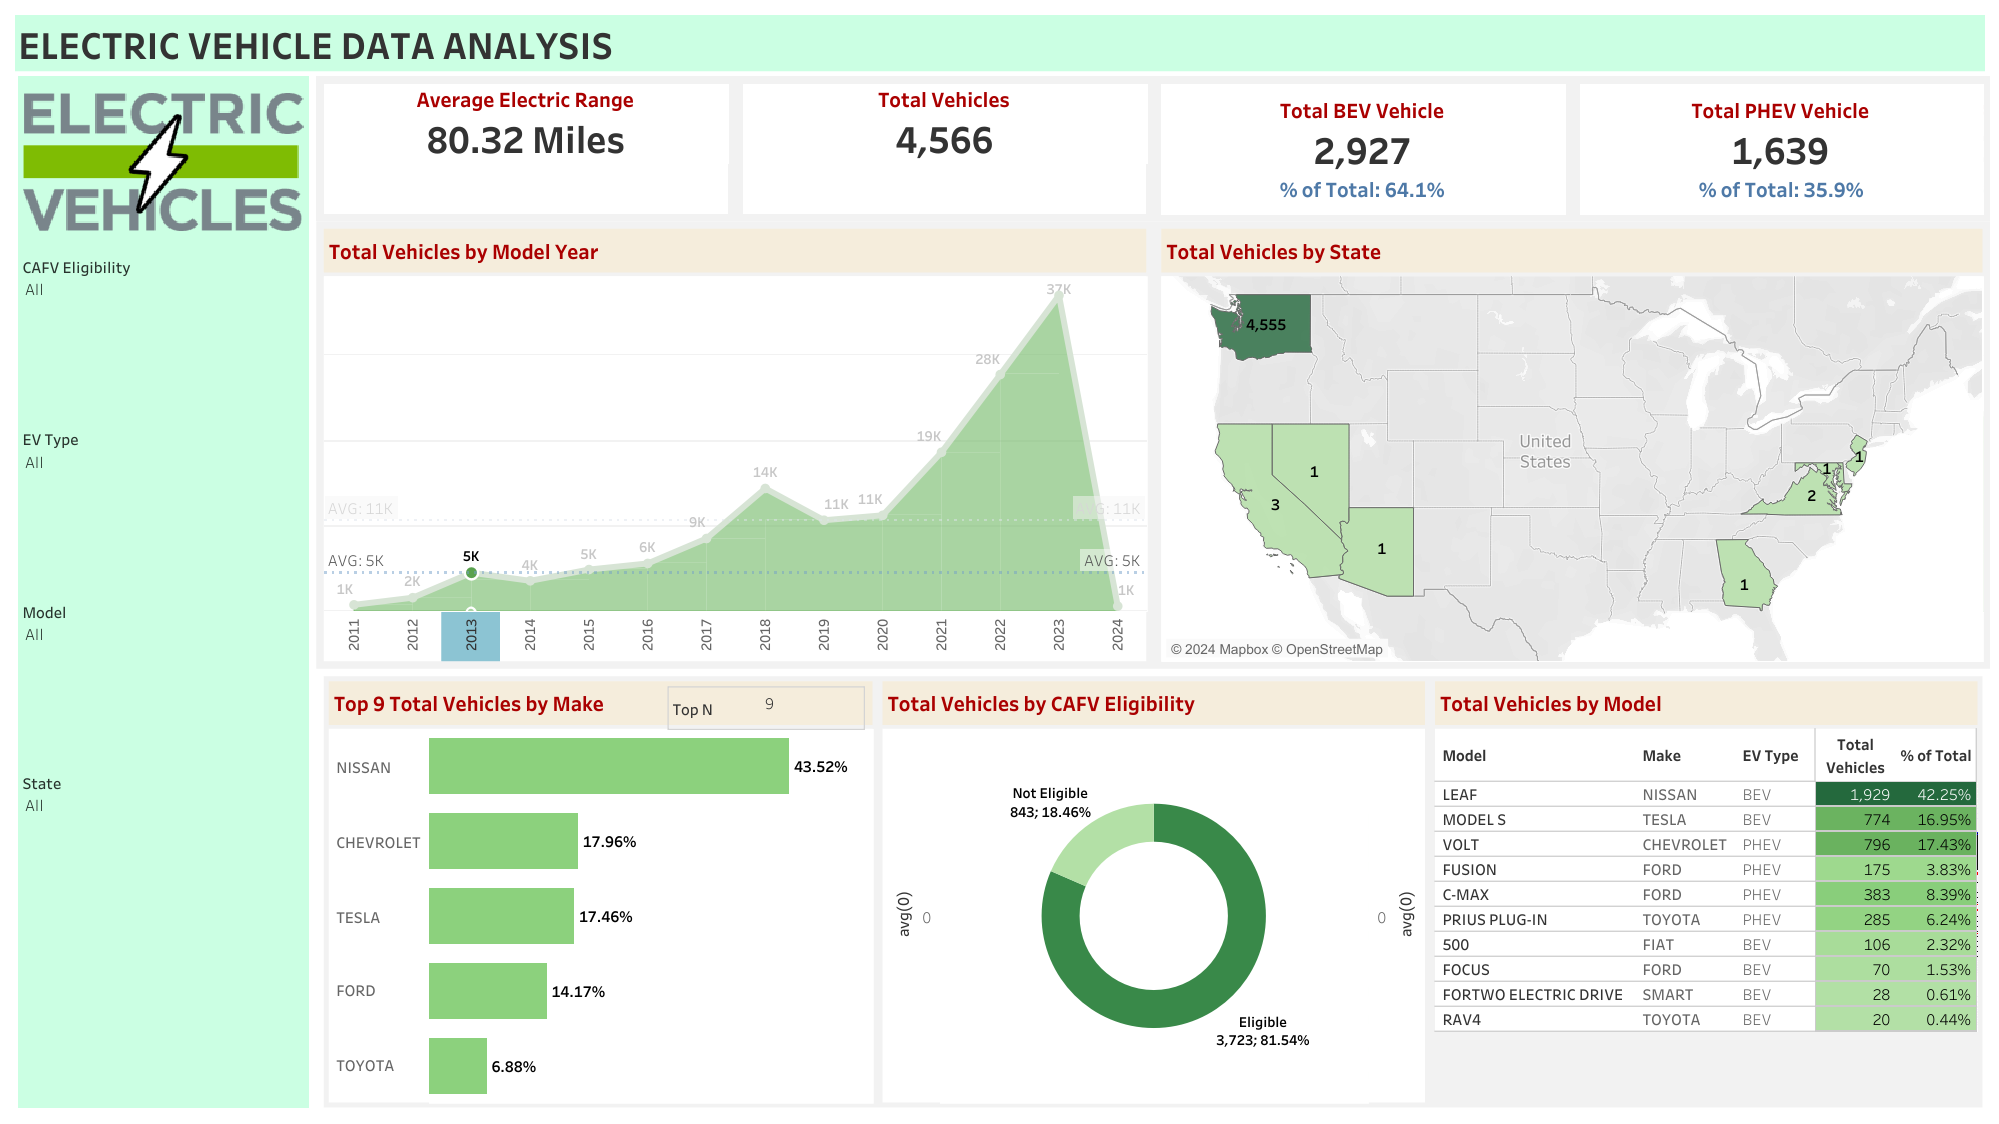 ELECTRIC VEHICLE DATA ANALYSIS
ELECTRIC
VEHICLES
CAFV Eligibility
All
EV Type
All
Model
All
State
All
Average Electric Range
80.32 Miles
Total Vehicles
4,566
Total BEV Vehicle
2,927
% of Total: 64.1%
Total PHEV Vehicle
1,639
% of Total: 35.9%
Total Vehicles by Model Year
37K
28K
19K
14K
11K
11K
9K
AVG: 11K
AVG: 11K
6K
5K
4K
5K
AVG: 5K
AVG: 5K
2K
1K
1K
2011
2012
2013
2014
2015
2016
2017
2018
2019
2020
2021
2022
2023
2024
Total Vehicles by State
4,555
United
States
1
3
1
1
1
2
1
© 2024 Mapbox © OpenStreetMap
Top 9 Total Vehicles by Make
Top N 9
NISSAN 43.52%
CHEVROLET 17.96%
TESLA 17.46%
FORD 14.17%
TOYOTA 6.88%
Total Vehicles by CAFV Eligibility
Not Eligible
843; 18.46%
avg(0)
0
0
avg(0)
Eligible
3,723; 81.54%
Total Vehicles by Model
Model Make EV Type Total Vehicles % of Total
LEAF NISSAN BEV 1,929 42.25%
MODEL S TESLA BEV 774 16.95%
VOLT CHEVROLET PHEV 796 17.43%
FUSION FORD PHEV 175 3.83%
C-MAX FORD PHEV 383 8.39%
PRIUS PLUG-IN TOYOTA PHEV 285 6.24%
500 FIAT BEV 106 2.32%
FOCUS FORD BEV 70 1.53%
FORTWO ELECTRIC DRIVE SMART BEV 28 0.61%
RAV4 TOYOTA BEV 20 0.44%